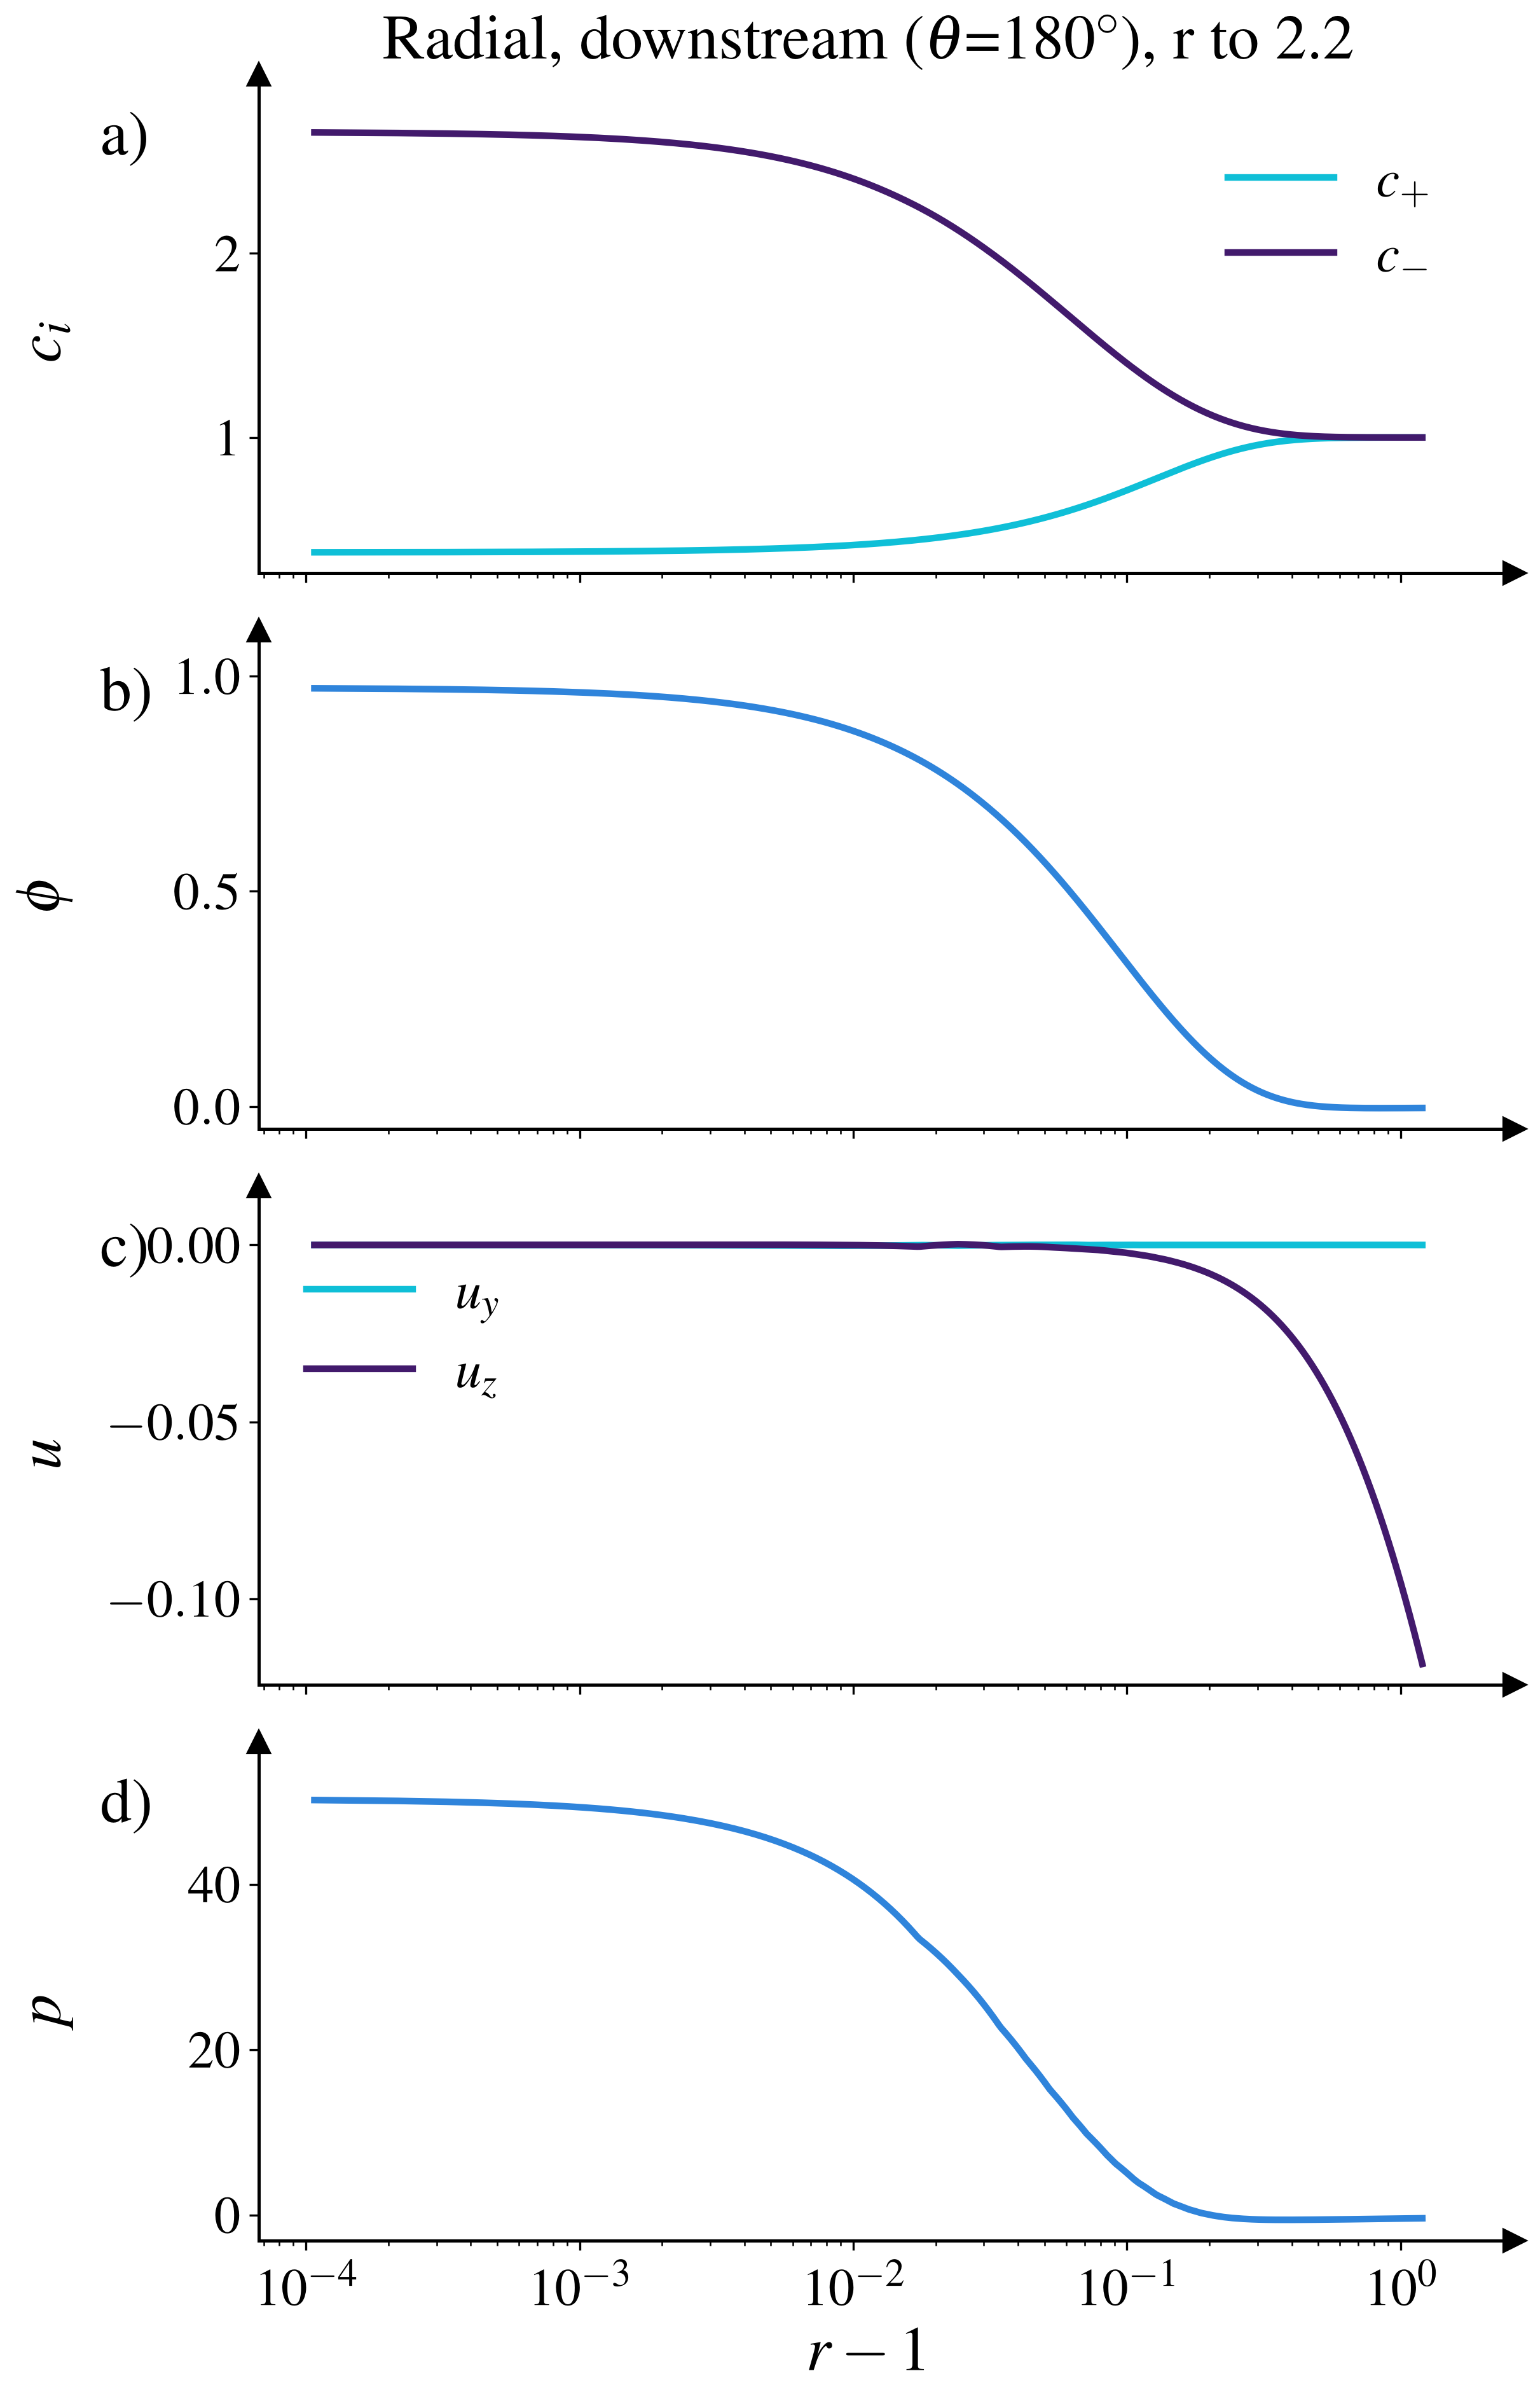 Radial, downstream (θ=180°), r to 2.2
a)
2
1
c_i
c_+
c_−
b)
1.0
0.5
0.0
ϕ
c)
0.00
−0.05
−0.10
u
u_y
u_z
d)
40
20
0
p
10^−4 10^−3 10^−2 10^−1 10^0
r − 1